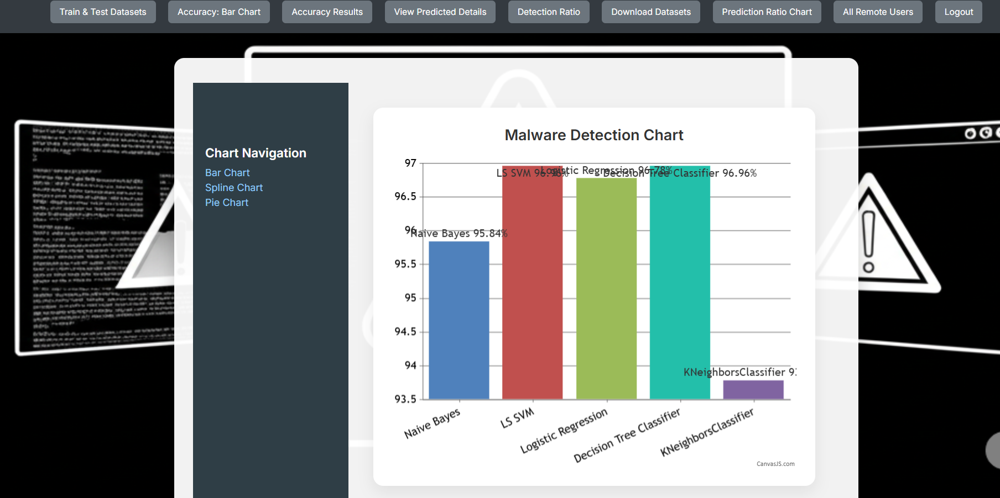 Train & Test Datasets Accuracy: Bar Chart Accuracy Results View Predicted Details Detection Ratio Download Datasets Prediction Ratio Chart All Remote Users Logout
Chart Navigation
Bar Chart
Spline Chart
Pie Chart
Malware Detection Chart
97
96.5
96
95.5
95
94.5
94
93.5
Naive Bayes 95.84%
LS SVM 96.96%
Logistic Regression 96.78%
Decision Tree Classifier 96.96%
KNeighborsClassifier 93
Naive Bayes
LS SVM
Logistic Regression
Decision Tree Classifier
KNeighborsClassifier
CanvasJS.com